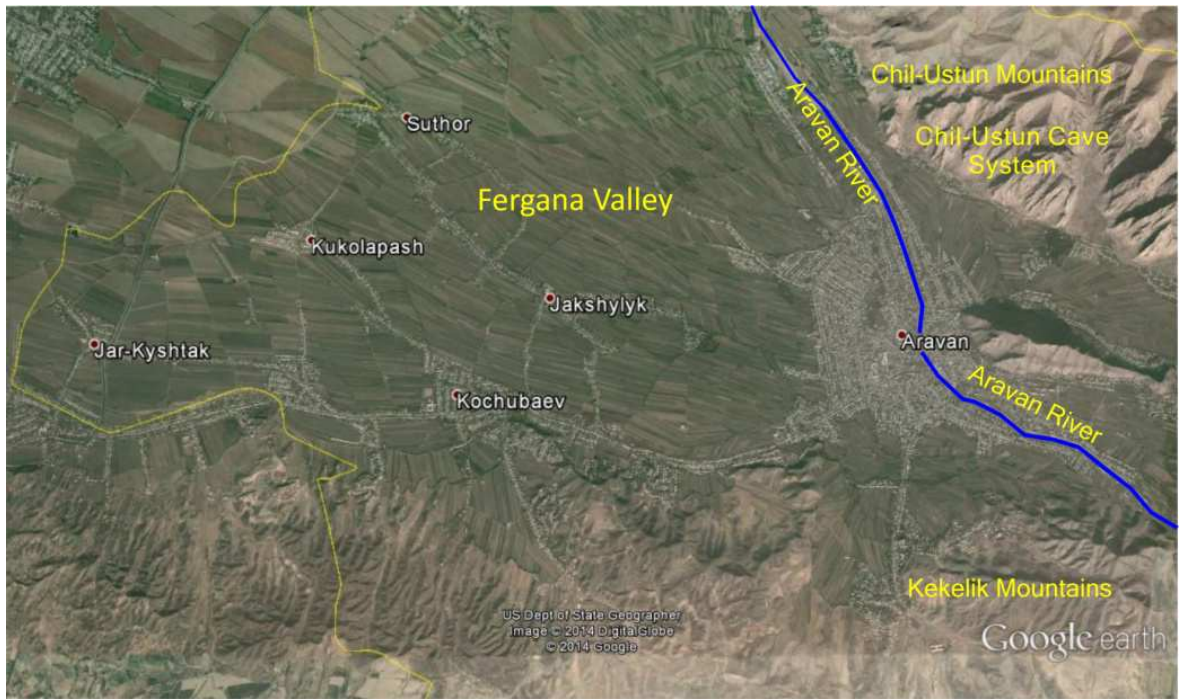 Chil-Ustun Mountains
Aravan River
Suthor
Chil-Ustun Cave
System
Fergana Valley
Kukolapash
Jakshylyk
Aravan
Jar-Kyshtak
Aravan River
Kochubaev
Kekelik Mountains
US Dept of State Geographer
Image © 2014 DigitalGlobe
© 2014 Google
Google earth